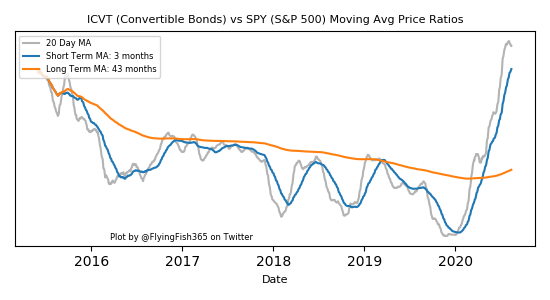 ICVT (Convertible Bonds) vs SPY (S&P 500) Moving Avg Price Ratios
20 Day MA
Short Term MA: 3 months
Long Term MA: 43 months
Plot by @FlyingFish365 on Twitter
2016 2017 2018 2019 2020
Date